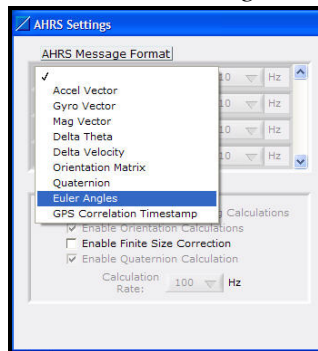 AHRS Settings
AHRS Message Format
10 Hz
Accel Vector
Gyro Vector
10 Hz
Mag Vector
Delta Theta
10 Hz
Delta Velocity
10 Hz
Orientation Matrix
Quaternion
Euler Angles
GPS Correlation Timestamp
Calculations
Enable Orientation Calculations
Enable Finite Size Correction
Enable Quaternion Calculation
Calculation
Rate: 100 Hz